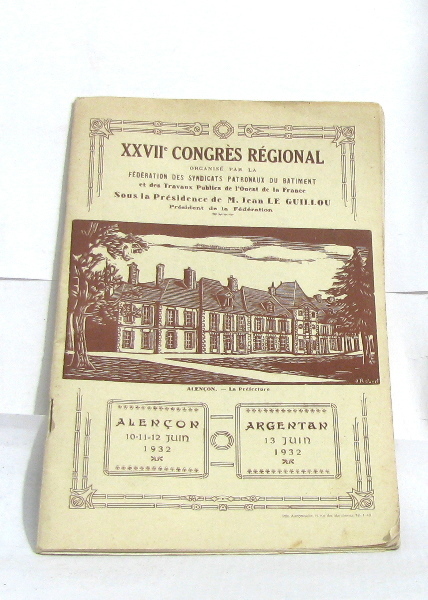 XXVIIe CONGRÈS RÉGIONAL
ORGANISÉ PAR LA
FÉDÉRATION DES SYNDICATS PATRONAUX DU BATIMENT
et des Travaux Publics de l'Ouest de la France
Sous la Présidence de M. Jean LE GUILLOU
Président de la Fédération
ALENÇON. — La Préfecture
ALENÇON
10-11-12 JUIN
1932
ARGENTAN
13 JUIN
1932